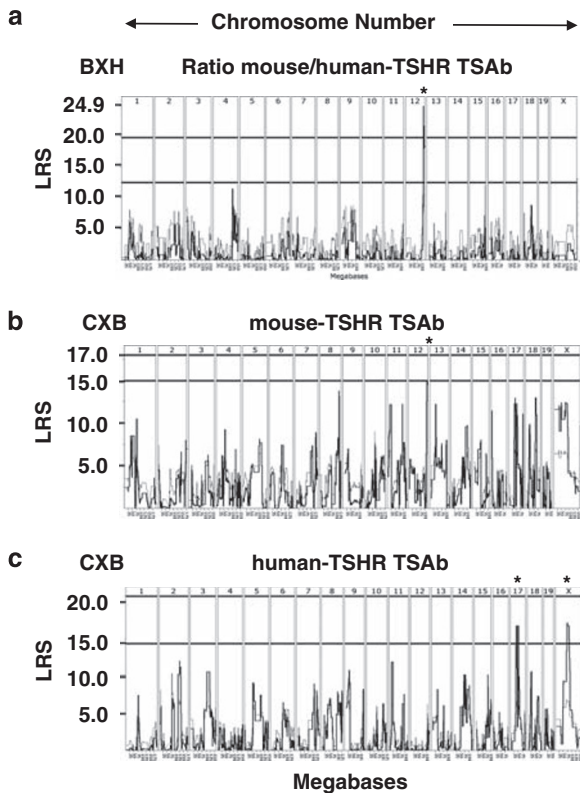 Chromosome Number
a
BXH Ratio mouse/human-TSHR TSAb
*
24.9
20.0
15.0
10.0
5.0
LRS
1 2 3 4 5 6 7 8 9 10 11 12 13 14 15 16 17 18 19 X
Megabases
b
CXB mouse-TSHR TSAb
*
17.0
15.0
10.0
5.0
LRS
1 2 3 4 5 6 7 8 9 10 11 12 13 14 15 16 17 18 19 X
c
CXB human-TSHR TSAb
* *
20.0
15.0
10.0
5.0
LRS
1 2 3 4 5 6 7 8 9 10 11 12 13 14 15 16 17 18 19 X
Megabases